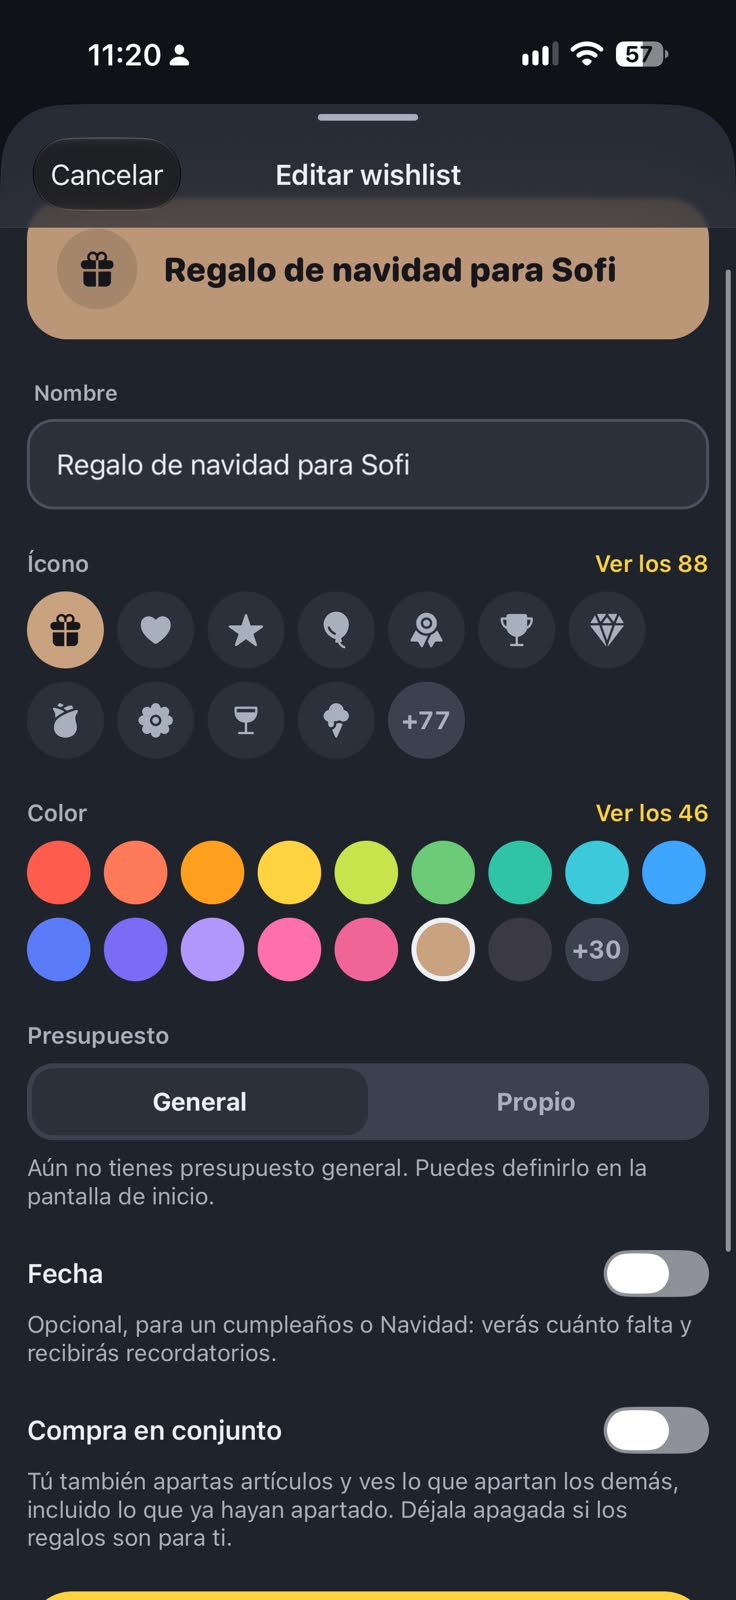 11:20
57
Cancelar
Editar wishlist
Regalo de navidad para Sofi
Nombre
Regalo de navidad para Sofi
Ícono
Ver los 88
+77
Color
Ver los 46
+30
Presupuesto
General
Propio
Aún no tienes presupuesto general. Puedes definirlo en la
pantalla de inicio.
Fecha
Opcional, para un cumpleaños o Navidad: verás cuánto falta y
recibirás recordatorios.
Compra en conjunto
Tú también apartas artículos y ves lo que apartan los demás,
incluido lo que ya hayan apartado. Déjala apagada si los
regalos son para ti.